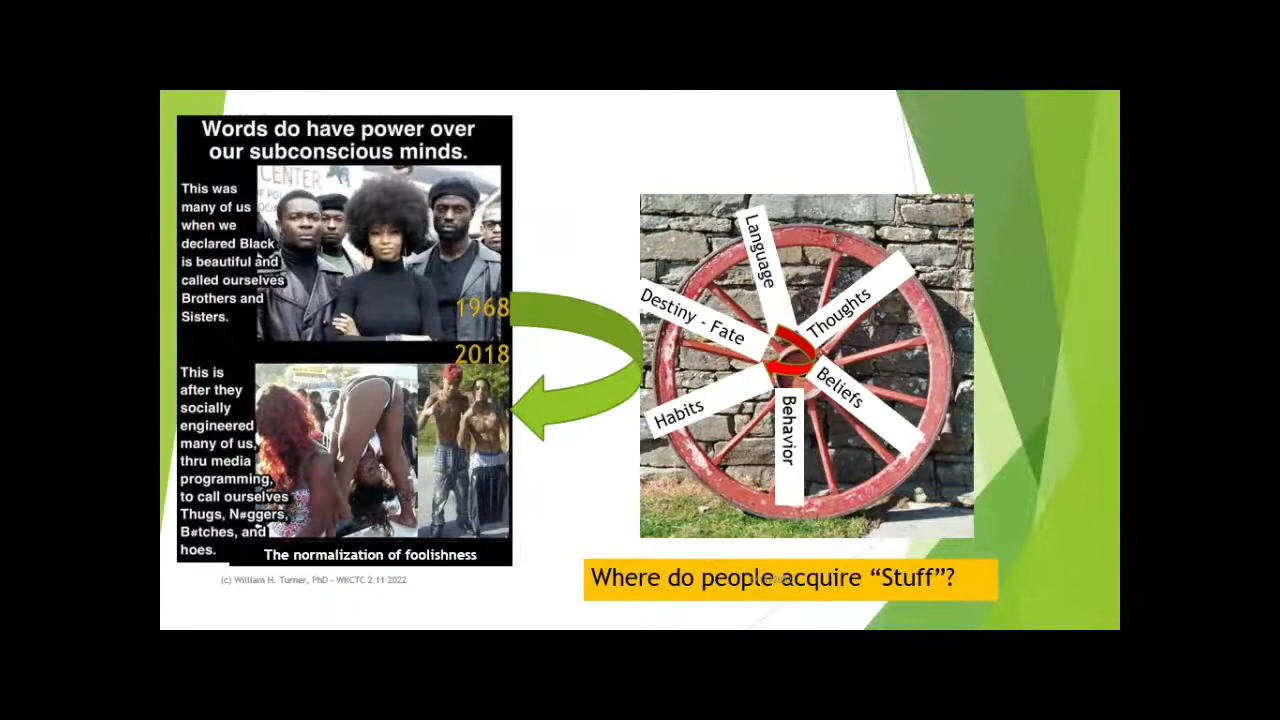 Words do have power over
our subconscious minds.
This was
many of us
when we
declared Black
is beautiful and
called ourselves
Brothers and
Sisters.
CENTER
1968
2018
This is
after they
socially
engineered
many of us,
thru media
programming,
to call ourselves
Thugs, N#ggers,
B#tches, and
hoes.
The normalization of foolishness
(c) William H. Turner, PhD - WKCTC 2 11 2022
Language
Thoughts
Beliefs
Behavior
Habits
Destiny - Fate
Where do people acquire “Stuff”?